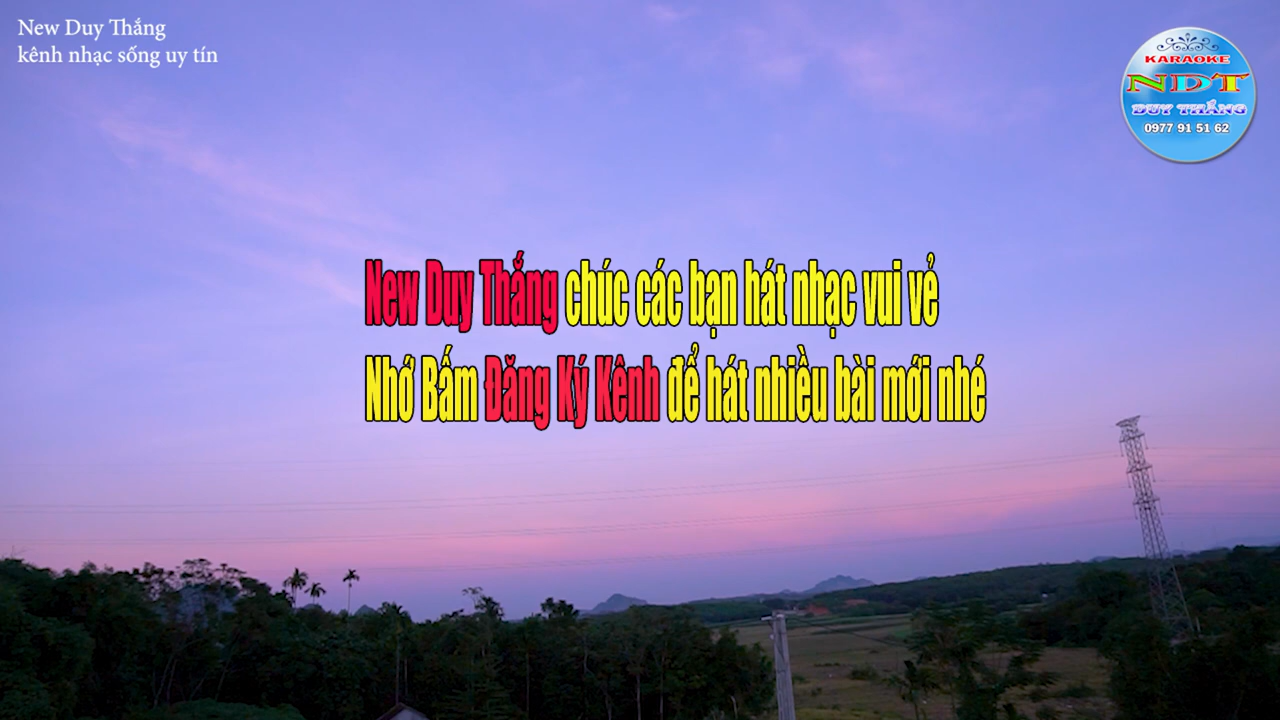 New Duy Thắng
kênh nhạc sống uy tín
KARAOKE
NDT
DUY THẮNG
0977 91 51 62
New Duy Thắng chúc các bạn hát nhạc vui vẻ
Nhớ Bấm Đăng Ký Kênh để hát nhiều bài mới nhé